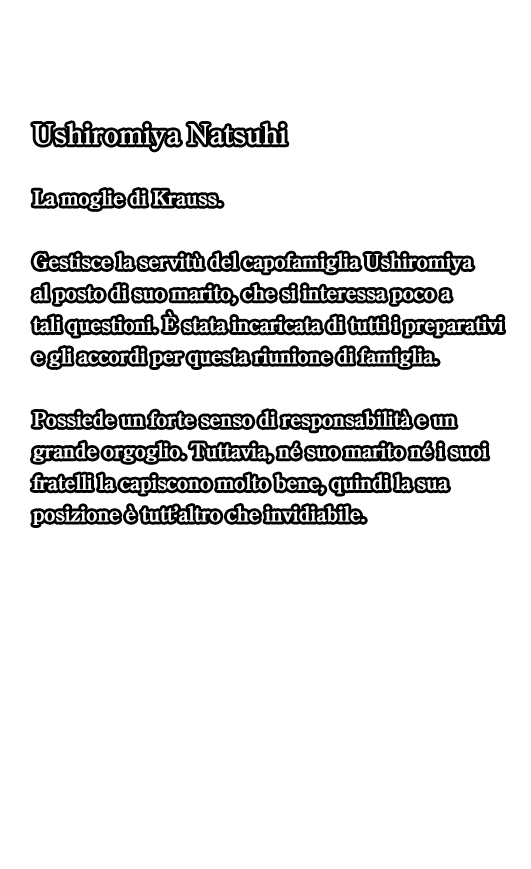 Ushiromiya Natsuhi
La moglie di Krauss.
Gestisce la servitù del capofamiglia Ushiromiya
al posto di suo marito, che si interessa poco a
tali questioni. È stata incaricata di tutti i preparativi
e gli accordi per questa riunione di famiglia.
Possiede un forte senso di responsabilità e un
grande orgoglio. Tuttavia, né suo marito né i suoi
fratelli la capiscono molto bene, quindi la sua
posizione è tutt'altro che invidiabile.